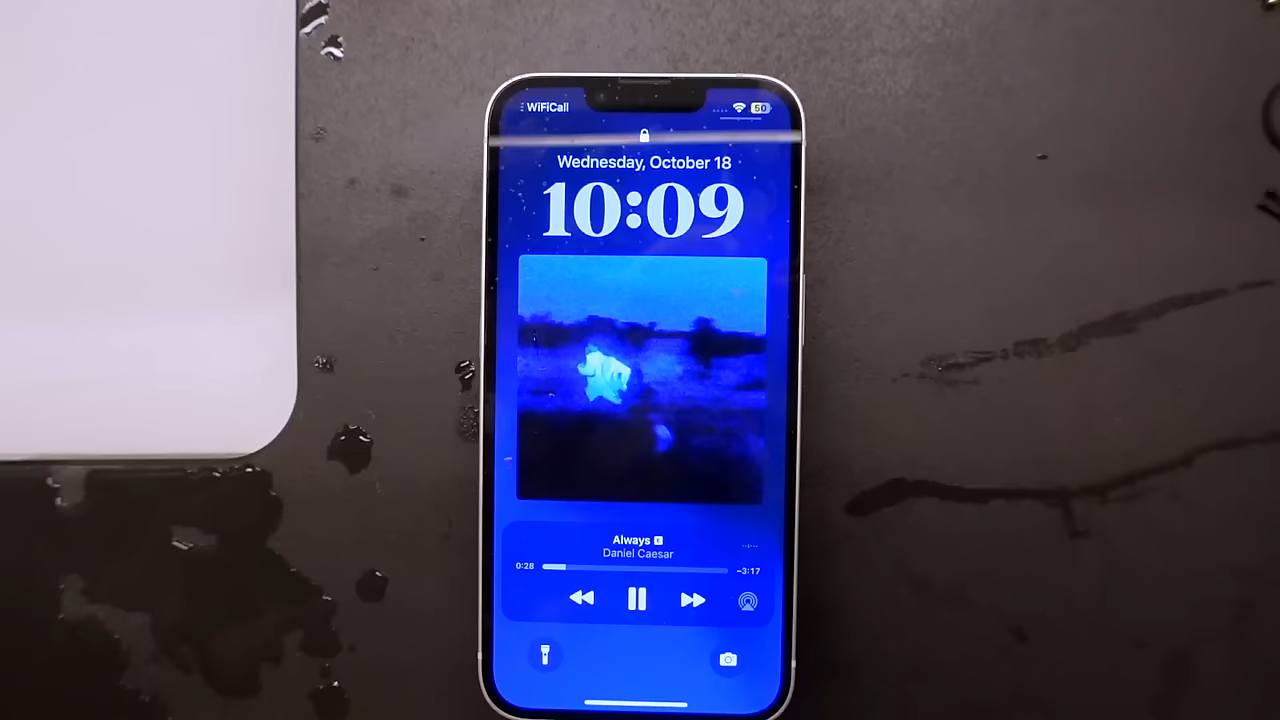 WiFiCall
50
Wednesday, October 18
10:09
Always E
Daniel Caesar
0:28
-3:17